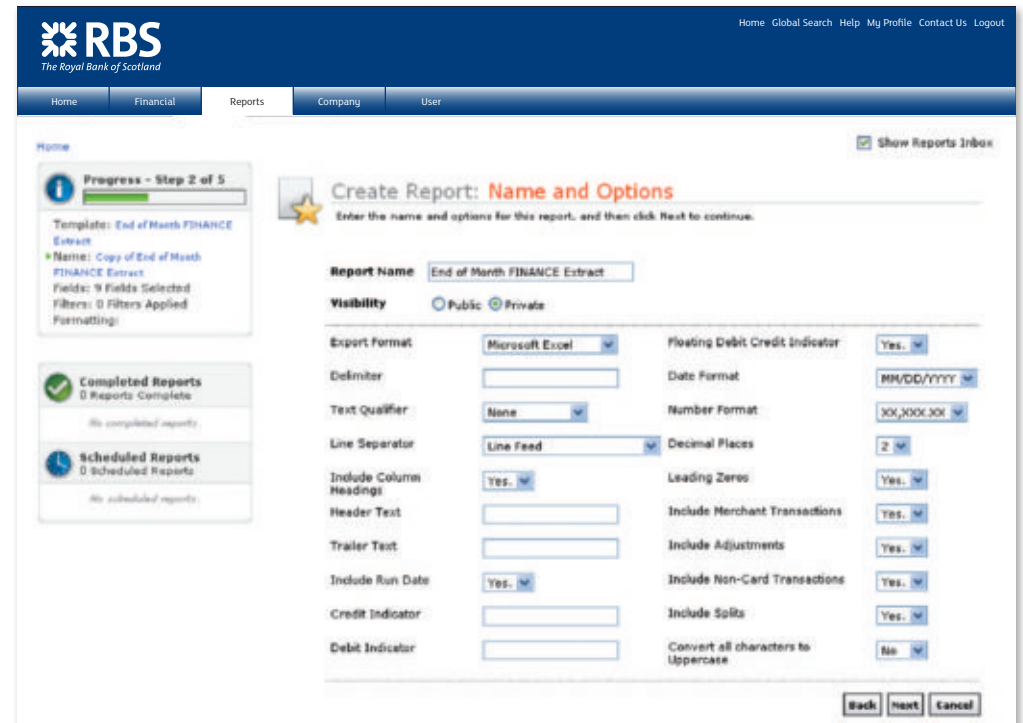 Home Global Search Help My Profile Contact Us Logout
RBS
The Royal Bank of Scotland
Home Financial Reports Company User
Home
Show Reports Inbox
Progress - Step 2 of 5
Template: End of Month FINANCE
Extract
Name: Copy of End of Month
FINANCE Extract
Fields: 9 Fields Selected
Filters: 0 Filters Applied
Formatting:
Completed Reports
0 Reports Complete
No completed reports.
Scheduled Reports
0 Scheduled Reports
No scheduled reports.
Create Report: Name and Options
Enter the name and options for this report, and then click Next to continue.
Report Name End of Month FINANCE Extract
Visibility Public Private
Export Format Microsoft Excel Floating Debit Credit Indicator Yes.
Delimiter Date Format MM/DD/YYYY
Text Qualifier None Number Format XX,XXX.XX
Line Separator Line Feed Decimal Places 2
Include Column
Headings Yes. Leading Zeros Yes.
Header Text Include Merchant Transactions Yes.
Trailer Text Include Adjustments Yes.
Include Run Date Yes. Include Non-Card Transactions Yes.
Credit Indicator Include Splits Yes.
Debit Indicator Convert all characters to
Uppercase No
Back Next Cancel